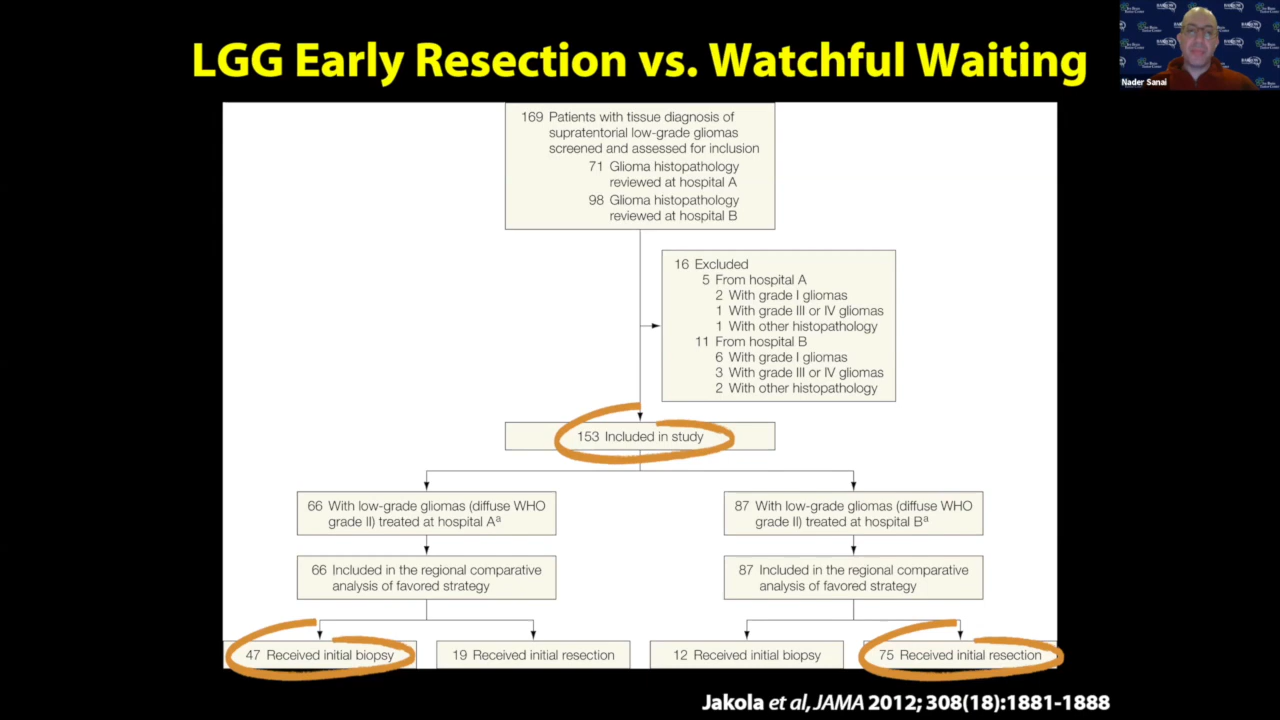 LGG Early Resection vs. Watchful Waiting
Nader Sanai
169 Patients with tissue diagnosis of
supratentorial low-grade gliomas
screened and assessed for inclusion
71 Glioma histopathology
reviewed at hospital A
98 Glioma histopathology
reviewed at hospital B
16 Excluded
5 From hospital A
2 With grade I gliomas
1 With grade III or IV gliomas
1 With other histopathology
11 From hospital B
6 With grade I gliomas
3 With grade III or IV gliomas
2 With other histopathology
153 Included in study
66 With low-grade gliomas (diffuse WHO
grade II) treated at hospital Aª
87 With low-grade gliomas (diffuse WHO
grade II) treated at hospital Bª
66 Included in the regional comparative
analysis of favored strategy
87 Included in the regional comparative
analysis of favored strategy
47 Received initial biopsy
19 Received initial resection
12 Received initial biopsy
75 Received initial resection
Jakola et al, JAMA 2012; 308(18):1881-1888